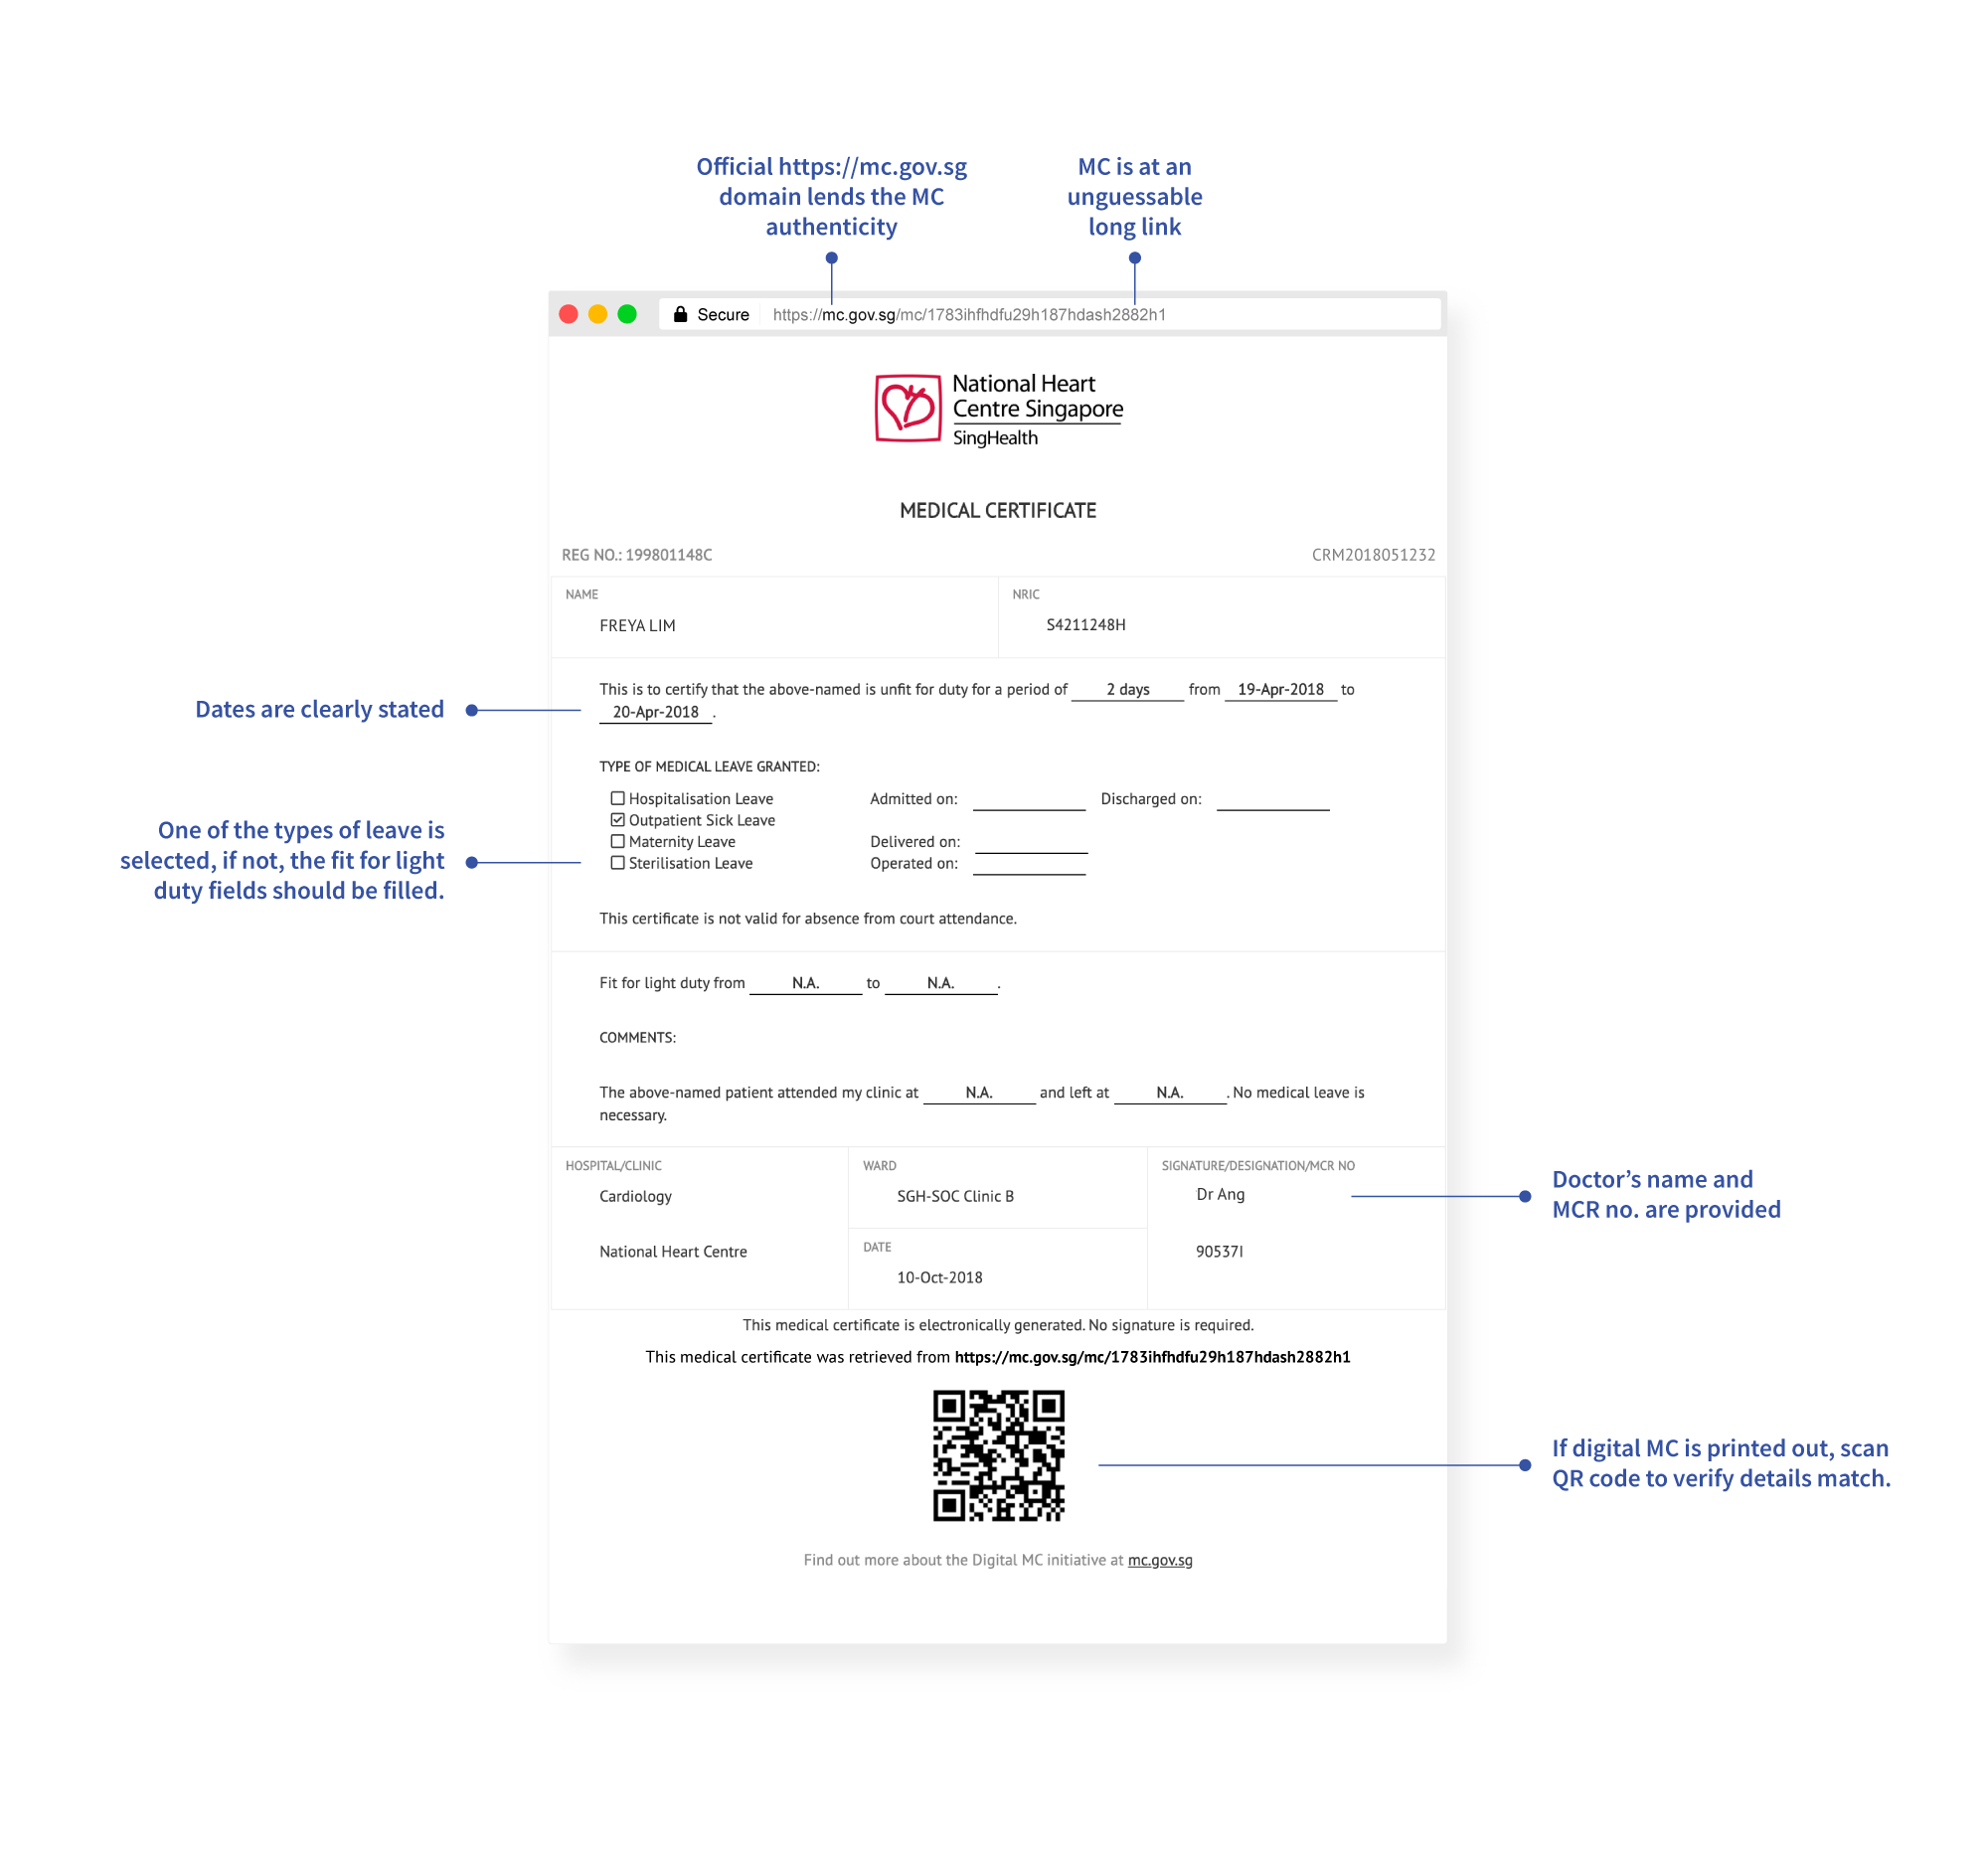 Official https://mc.gov.sg
domain lends the MC
authenticity
MC is at an
unguessable
long link
Secure https://mc.gov.sg/mc/1783ihfhdfu29h187hdash2882h1
National Heart
Centre Singapore
SingHealth
MEDICAL CERTIFICATE
REG NO.: 199801148C CRM2018051232
NAME NRIC
FREYA LIM S4211248H
Dates are clearly stated
This is to certify that the above-named is unfit for duty for a period of 2 days from 19-Apr-2018 to
20-Apr-2018.
TYPE OF MEDICAL LEAVE GRANTED:
Hospitalisation Leave Admitted on: Discharged on:
Outpatient Sick Leave
Maternity Leave Delivered on:
Sterilisation Leave Operated on:
One of the types of leave is
selected, if not, the fit for light
duty fields should be filled.
This certificate is not valid for absence from court attendance.
Fit for light duty from N.A. to N.A.
COMMENTS:
The above-named patient attended my clinic at N.A. and left at N.A. . No medical leave is
necessary.
HOSPITAL/CLINIC WARD SIGNATURE/DESIGNATION/MCR NO
Cardiology SGH-SOC Clinic B Dr Ang
DATE
National Heart Centre 10-Oct-2018 90537I
Doctor's name and
MCR no. are provided
This medical certificate is electronically generated. No signature is required.
This medical certificate was retrieved from https://mc.gov.sg/mc/1783ihfhdfu29h187hdash2882h1
If digital MC is printed out, scan
QR code to verify details match.
Find out more about the Digital MC initiative at mc.gov.sg